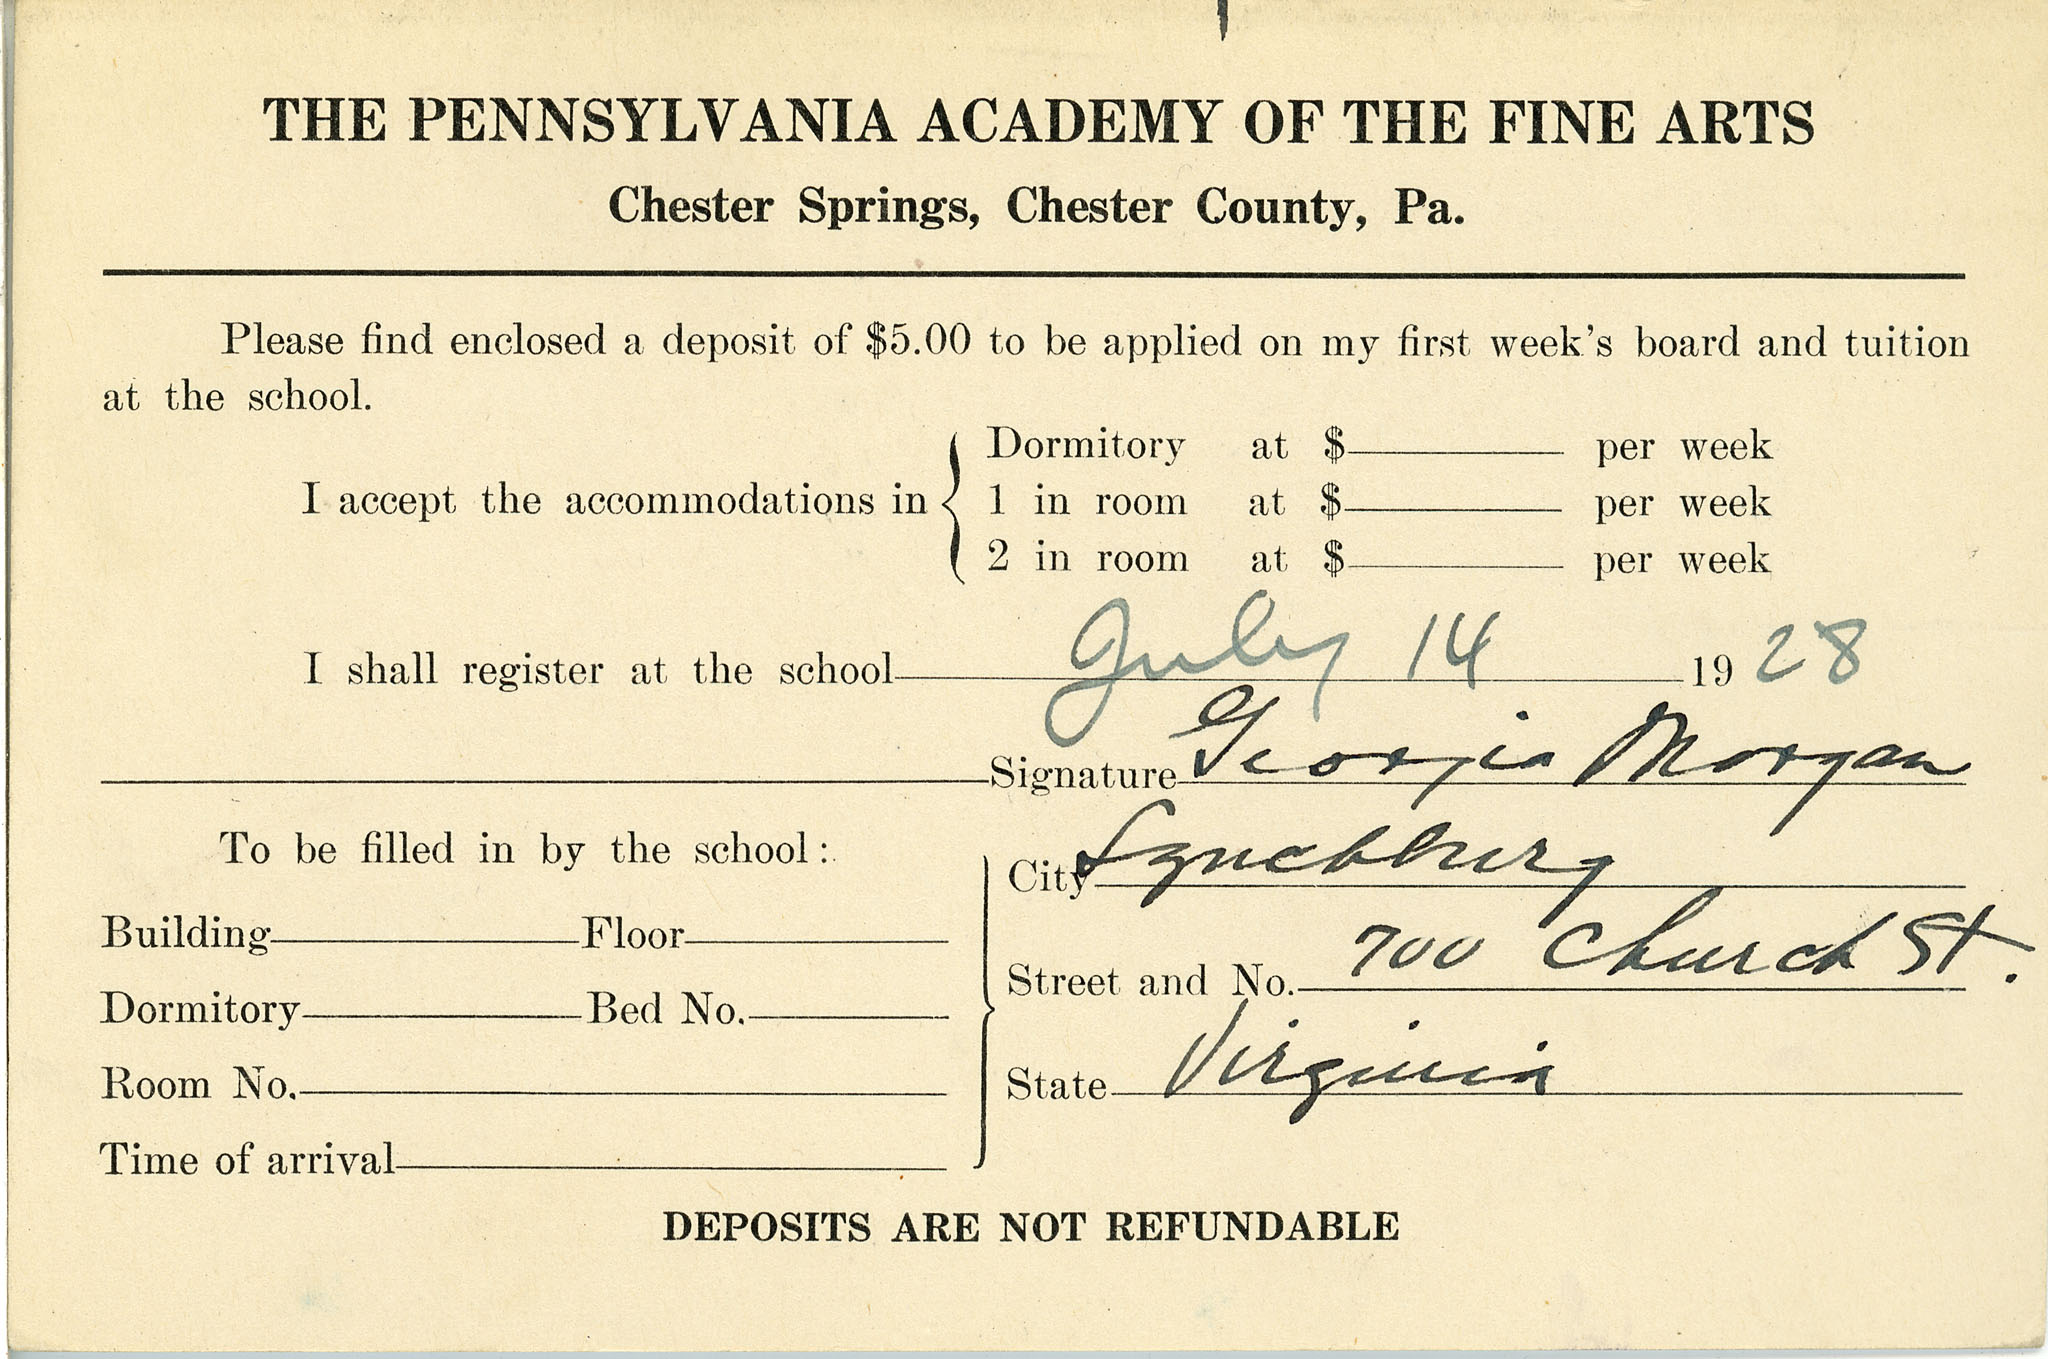 THE PENNSYLVANIA ACADEMY OF THE FINE ARTS
Chester Springs, Chester County, Pa.
Please find enclosed a deposit of $5.00 to be applied on my first week's board and tuition
at the school.
I accept the accommodations in
Dormitory at $ per week
1 in room at $ per week
2 in room at $ per week
I shall register at the school July 14 1928
Signature Georgia Morgan
To be filled in by the school:
Building Floor
Dormitory Bed No.
Room No.
Time of arrival
City Lynchburg
Street and No. 700 Church St.
State Virginia
DEPOSITS ARE NOT REFUNDABLE